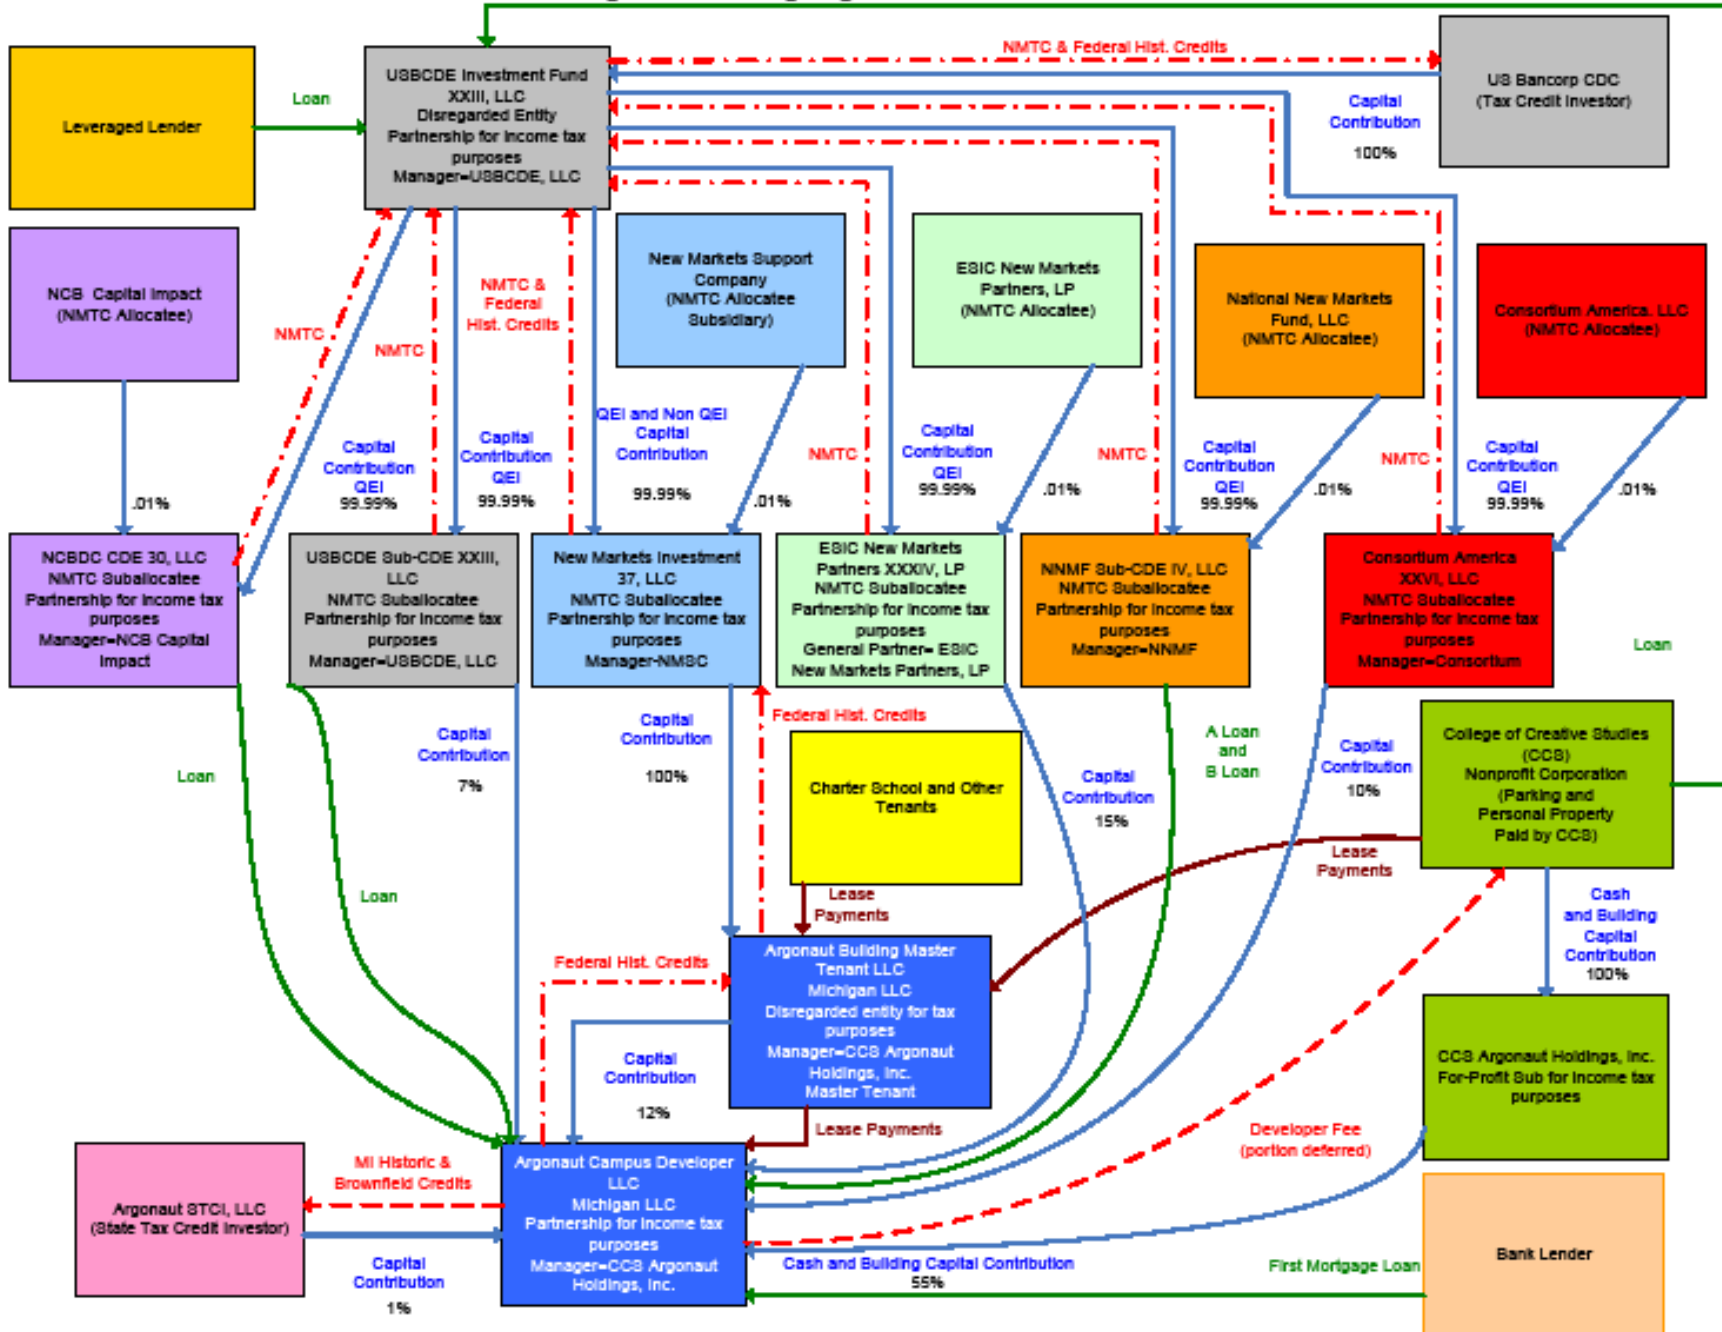 USBCDE Investment Fund
XXIII, LLC
Disregarded Entity
Partnership for income tax
purposes
Manager=USBCDE, LLC
NMTC & Federal Hist. Credits
US Bancorp CDC
(Tax Credit Investor)
Capital
Contribution
100%
Leveraged Lender
Loan
NCB Capital Impact
(NMTC Allocatee)
NMTC
NMTC
NMTC &
Federal
Hist. Credits
New Markets Support
Company
(NMTC Allocatee
Subsidiary)
ESIC New Markets
Partners, LP
(NMTC Allocatee)
National New Markets
Fund, LLC
(NMTC Allocatee)
Consortium America. LLC
(NMTC Allocatee)
.01%
Capital
Contribution
QEI
99.99%
Capital
Contribution
QEI
99.99%
QEI and Non QEI
Capital
Contribution
99.99%
.01%
NMTC
Capital
Contribution
QEI
99.99%
.01%
NMTC
Capital
Contribution
QEI
99.99%
.01%
NMTC
Capital
Contribution
QEI
99.99%
.01%
NCBDC CDE 30, LLC
NMTC Suballocatee
Partnership for income tax
purposes
Manager=NCB Capital
Impact
USBCDE Sub-CDE XXIII,
LLC
NMTC Suballocatee
Partnership for income tax
purposes
Manager=USBCDE, LLC
New Markets Investment
37, LLC
NMTC Suballocatee
Partnership for income tax
purposes
Manager-NMSC
ESIC New Markets
Partners XXXIV, LP
NMTC Suballocatee
Partnership for income tax
purposes
General Partner= ESIC
New Markets Partners, LP
NNMF Sub-CDE IV, LLC
NMTC Suballocatee
Partnership for income tax
purposes
Manager=NNMF
Consortium America
XXVI, LLC
NMTC Suballocatee
Partnership for income tax
purposes
Manager=Consortium
Loan
Loan
Capital
Contribution
7%
Capital
Contribution
100%
Federal Hist. Credits
Charter School and Other
Tenants
Capital
Contribution
15%
A Loan
and
B Loan
Capital
Contribution
10%
College of Creative Studies
(CCS)
Nonprofit Corporation
(Parking and
Personal Property
Paid by CCS)
Loan
Lease
Payments
Lease
Payments
Cash
and Building
Capital
Contribution
100%
Federal Hist. Credits
Argonaut Building Master
Tenant LLC
Michigan LLC
Disregarded entity for tax
purposes
Manager=CCS Argonaut
Holdings, Inc.
Master Tenant
Capital
Contribution
12%
Lease Payments
CCS Argonaut Holdings, Inc.
For-Profit Sub for income tax
purposes
Developer Fee
(portion deferred)
MI Historic &
Brownfield Credits
Argonaut STCI, LLC
(State Tax Credit Investor)
Capital
Contribution
1%
Argonaut Campus Developer
LLC
Michigan LLC
Partnership for income tax
purposes
Manager=CCS Argonaut
Holdings, Inc.
Cash and Building Capital Contribution
55%
First Mortgage Loan
Bank Lender